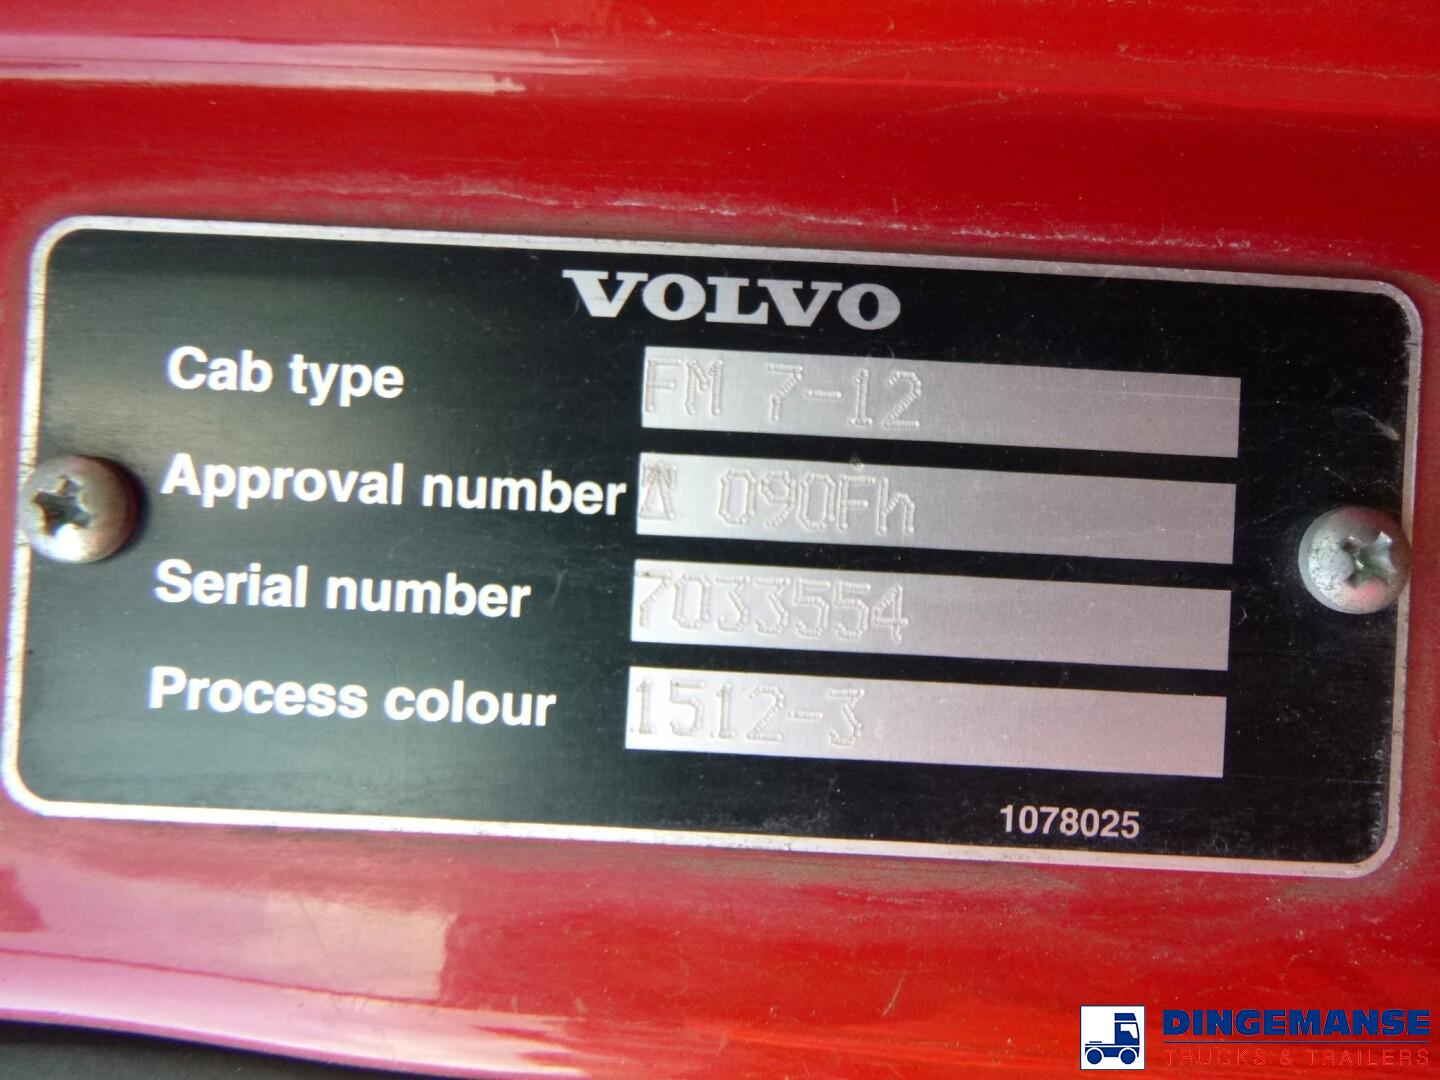 VOLVO
Cab type FM 7-12
Approval number 090Fh
Serial number 7033554
Process colour 1512-3
1078025
DINGEMANSE
TRUCKS & TRAILERS